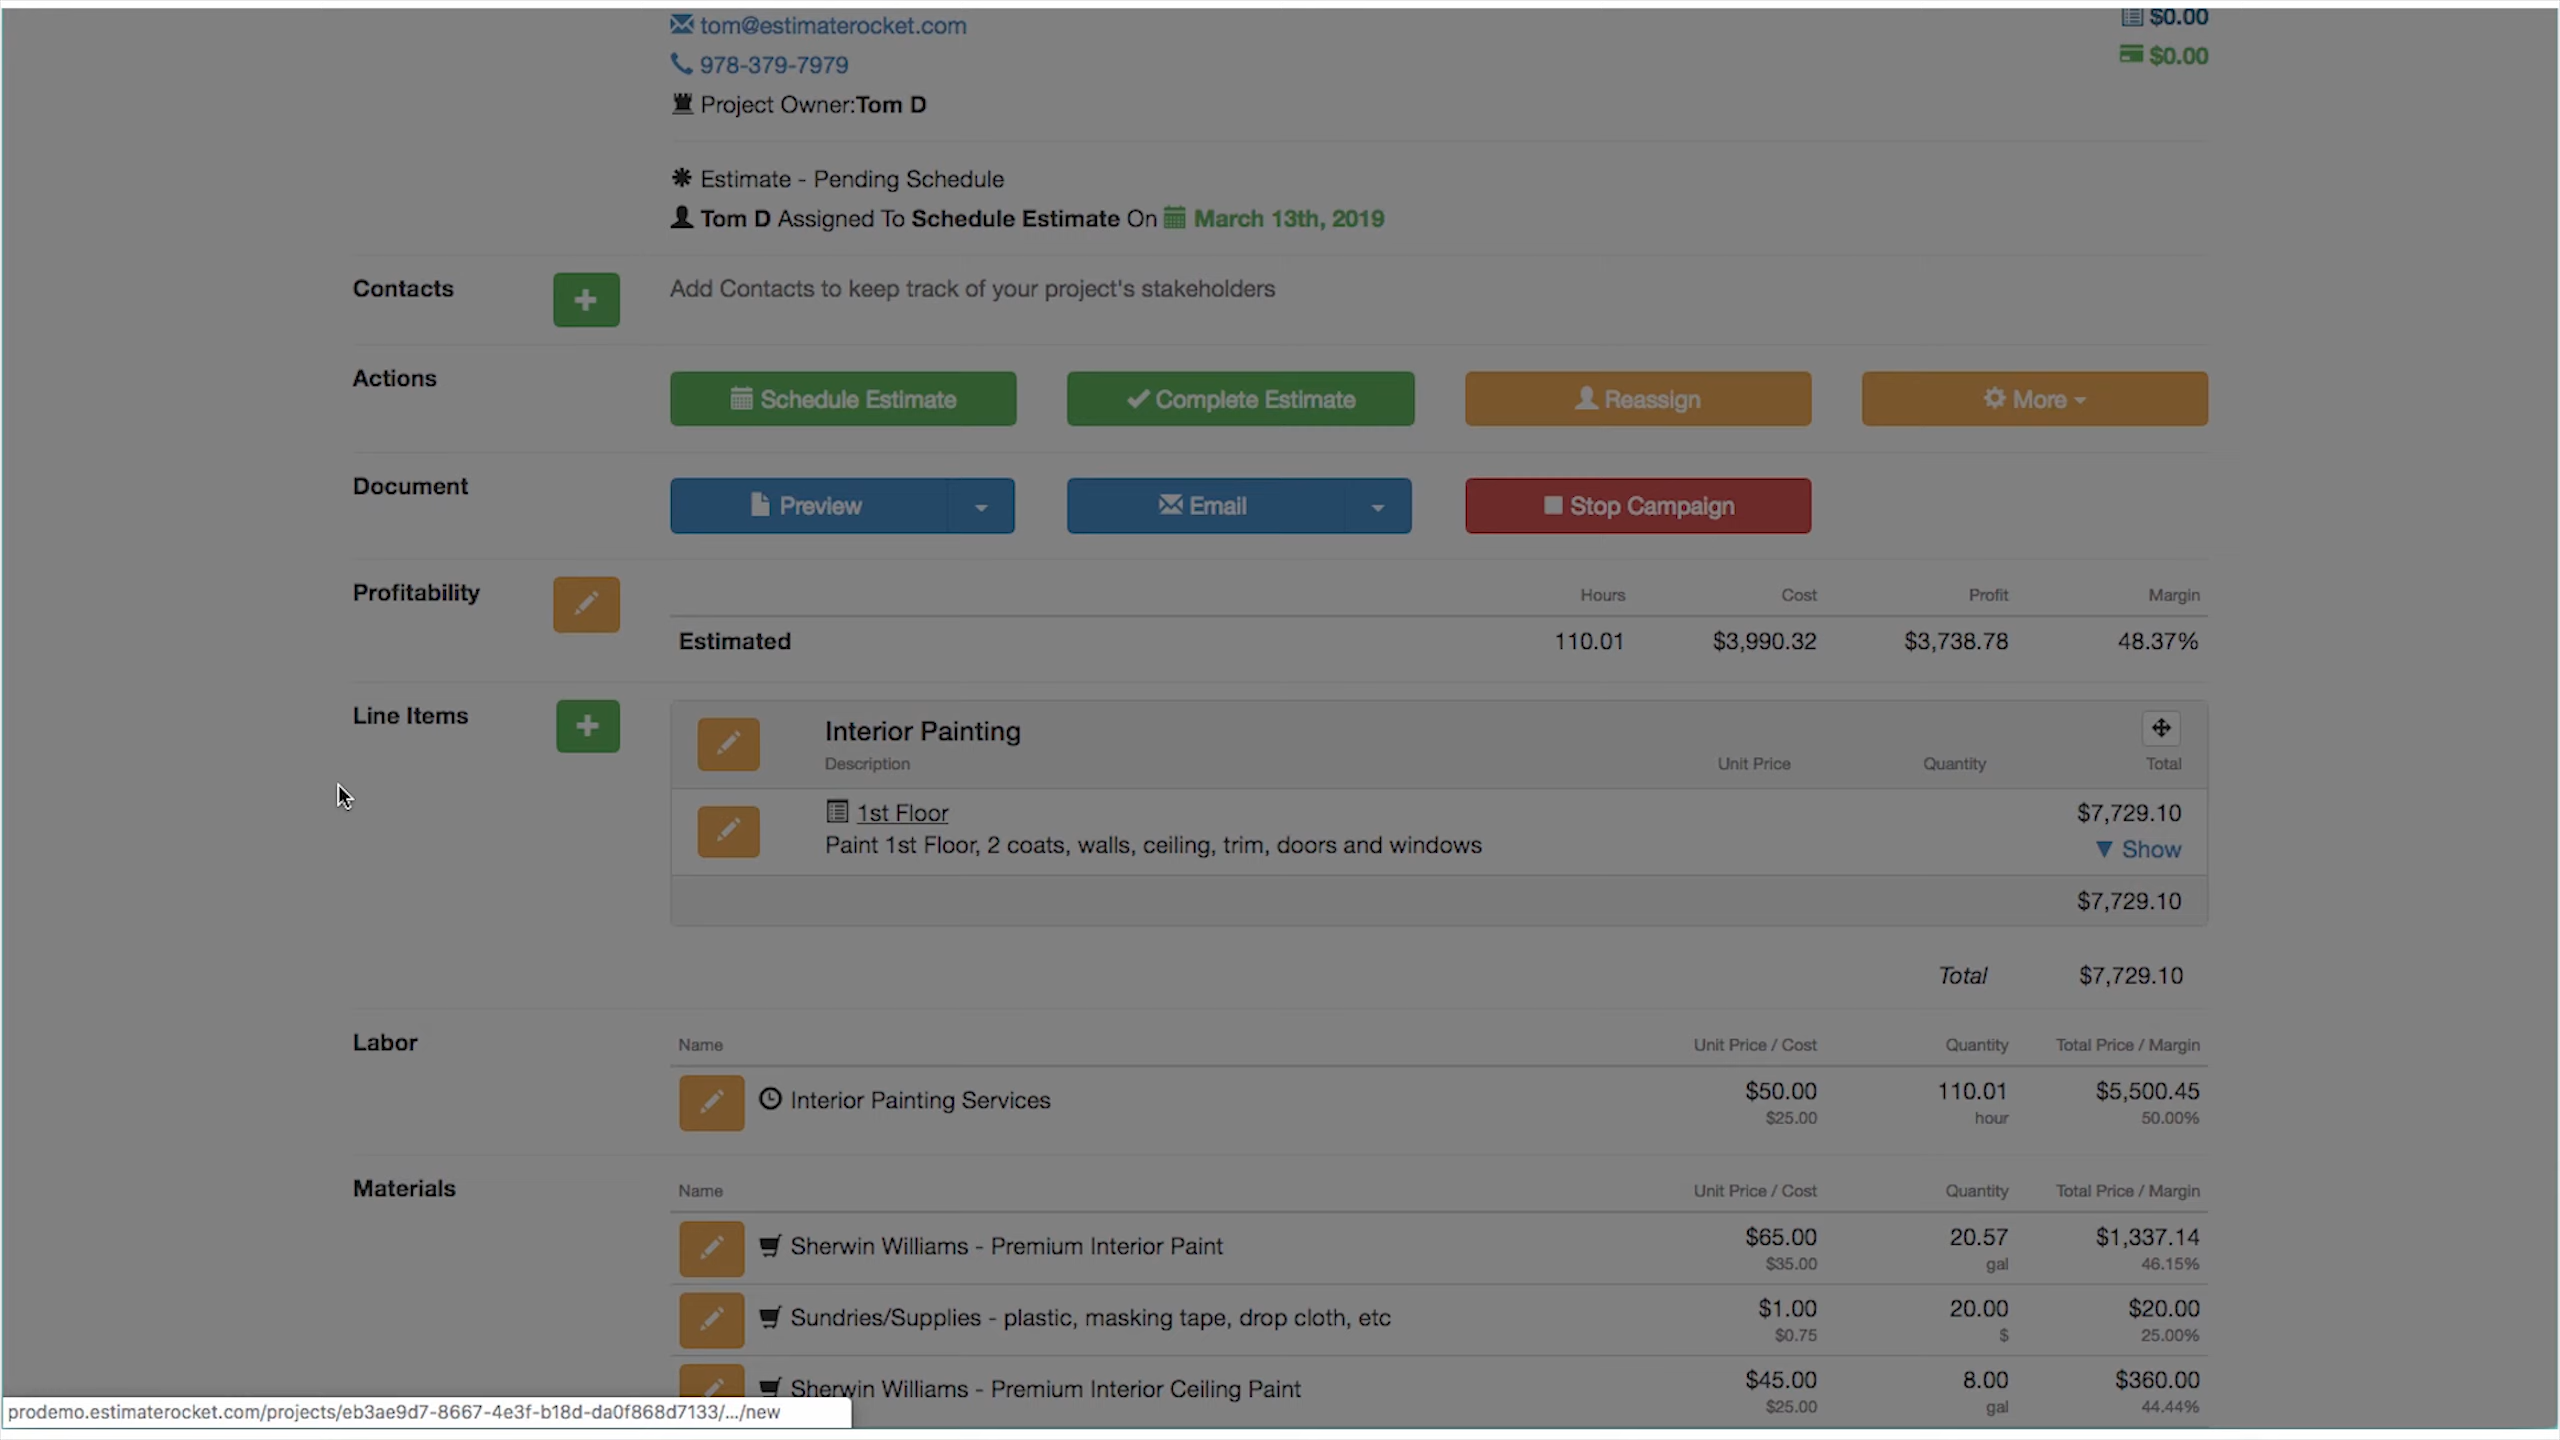 tom@estimaterocket.com
$0.00
978-379-7979
$0.00
Project Owner:Tom D
Estimate - Pending Schedule
Tom D Assigned To Schedule Estimate On March 13th, 2019
Contacts
Add Contacts to keep track of your project's stakeholders
Actions
Schedule Estimate
Complete Estimate
Reassign
More
Document
Preview
Email
Stop Campaign
Profitability
Hours Cost Profit Margin
Estimated 110.01 $3,990.32 $3,738.78 48.37%
Line Items
Interior Painting
Description Unit Price Quantity Total
1st Floor $7,729.10
Paint 1st Floor, 2 coats, walls, ceiling, trim, doors and windows
Show
$7,729.10
Total $7,729.10
Labor
Name Unit Price / Cost Quantity Total Price / Margin
Interior Painting Services $50.00 110.01 $5,500.45
$25.00 hour 50.00%
Materials
Name Unit Price / Cost Quantity Total Price / Margin
Sherwin Williams - Premium Interior Paint $65.00 20.57 $1,337.14
$35.00 gal 46.15%
Sundries/Supplies - plastic, masking tape, drop cloth, etc $1.00 20.00 $20.00
$0.75 $ 25.00%
Sherwin Williams - Premium Interior Ceiling Paint $45.00 8.00 $360.00
$25.00 gal 44.44%
prodemo.estimaterocket.com/projects/eb3ae9d7-8667-4e3f-b18d-da0f868d7133/.../new